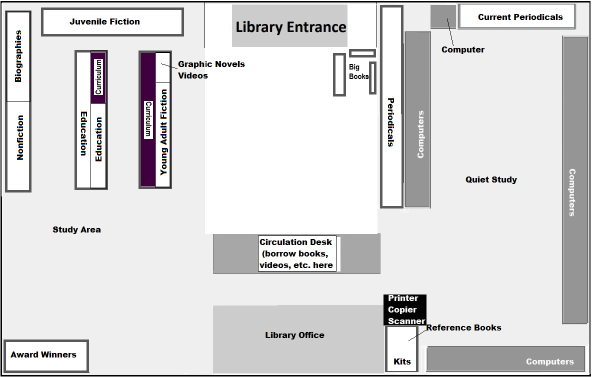 Juvenile Fiction
Library Entrance
Current Periodicals
Biographies
Nonfiction
Computer
Graphic Novels
Videos
Big
Books
Education
Curriculum
Education
Curriculum
Young Adult Fiction
Periodicals
Computers
Quiet Study
Computers
Study Area
Circulation Desk
(borrow books,
videos, etc. here
Printer
Copier
Scanner
Reference Books
Library Office
Award Winners
Kits
Computers